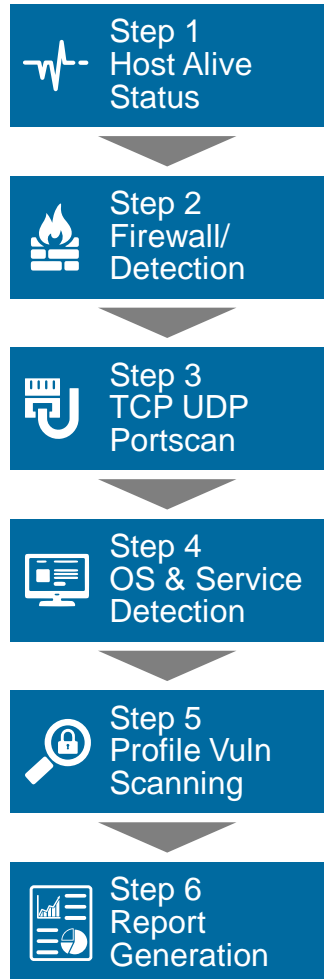 Step 1
Host Alive
Status
Step 2
Firewall/
Detection
Step 3
TCP UDP
Portscan
Step 4
OS & Service
Detection
Step 5
Profile Vuln
Scanning
Step 6
Report
Generation